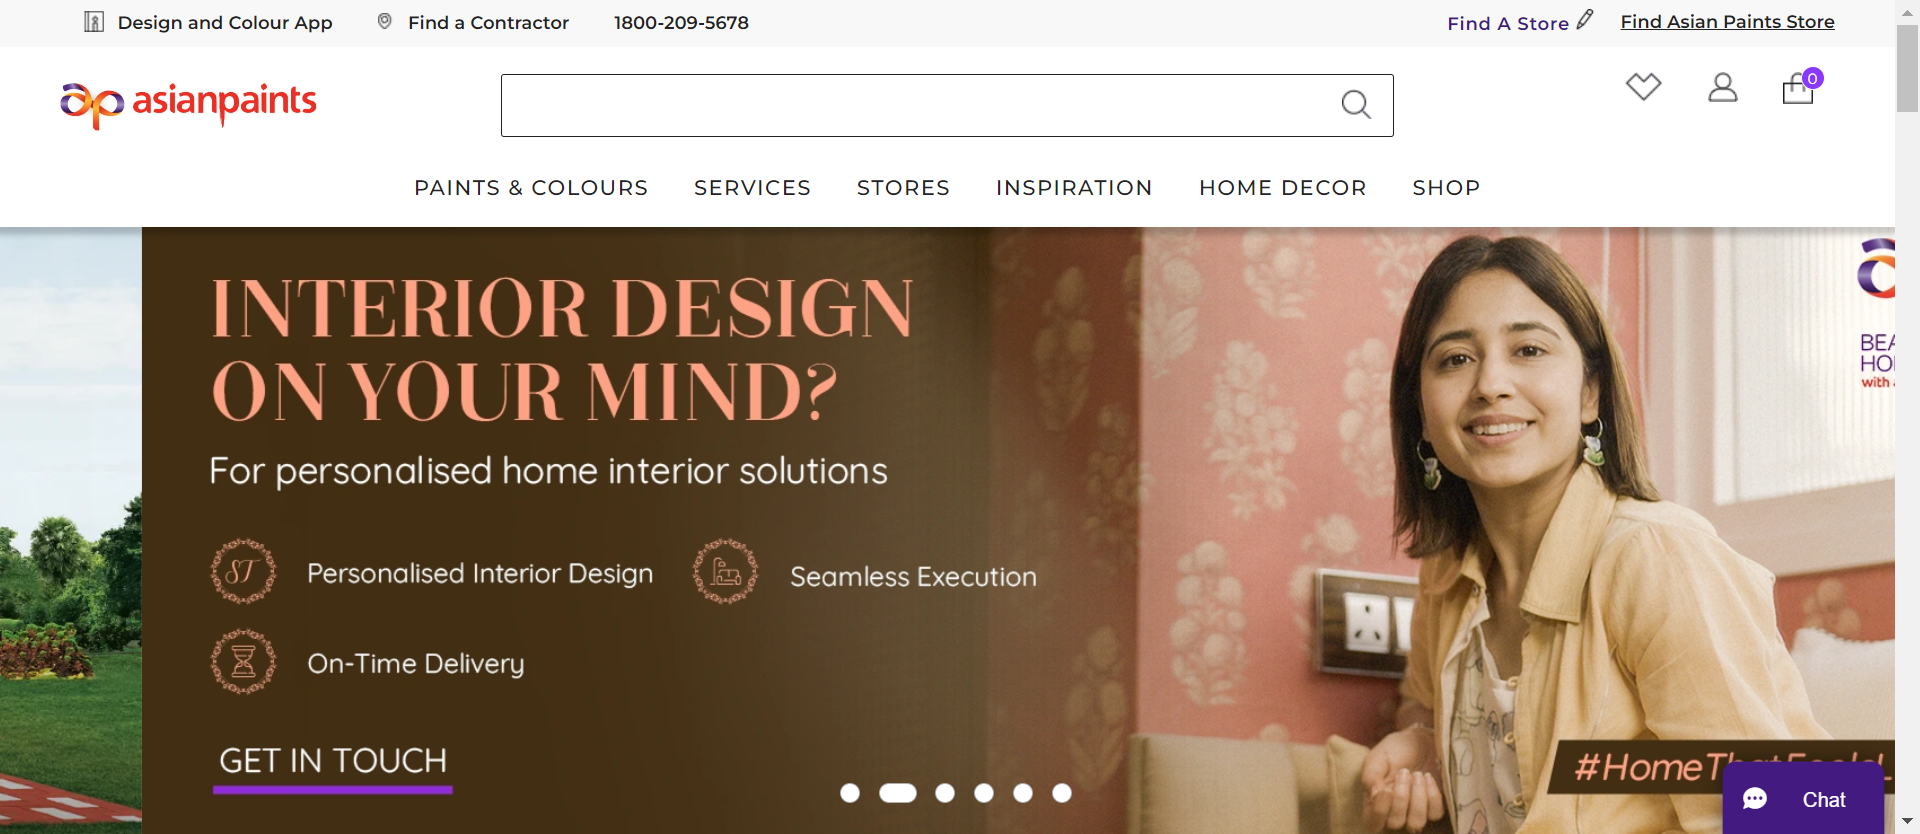 Design and Colour App
Find a Contractor
1800-209-5678
Find A Store
Find Asian Paints Store
asianpaints
0
PAINTS & COLOURS
SERVICES
STORES
INSPIRATION
HOME DECOR
SHOP
INTERIOR DESIGN
ON YOUR MIND?
For personalised home interior solutions
ST
Personalised Interior Design
Seamless Execution
On-Time Delivery
GET IN TOUCH
BEA
HO
with
Chat